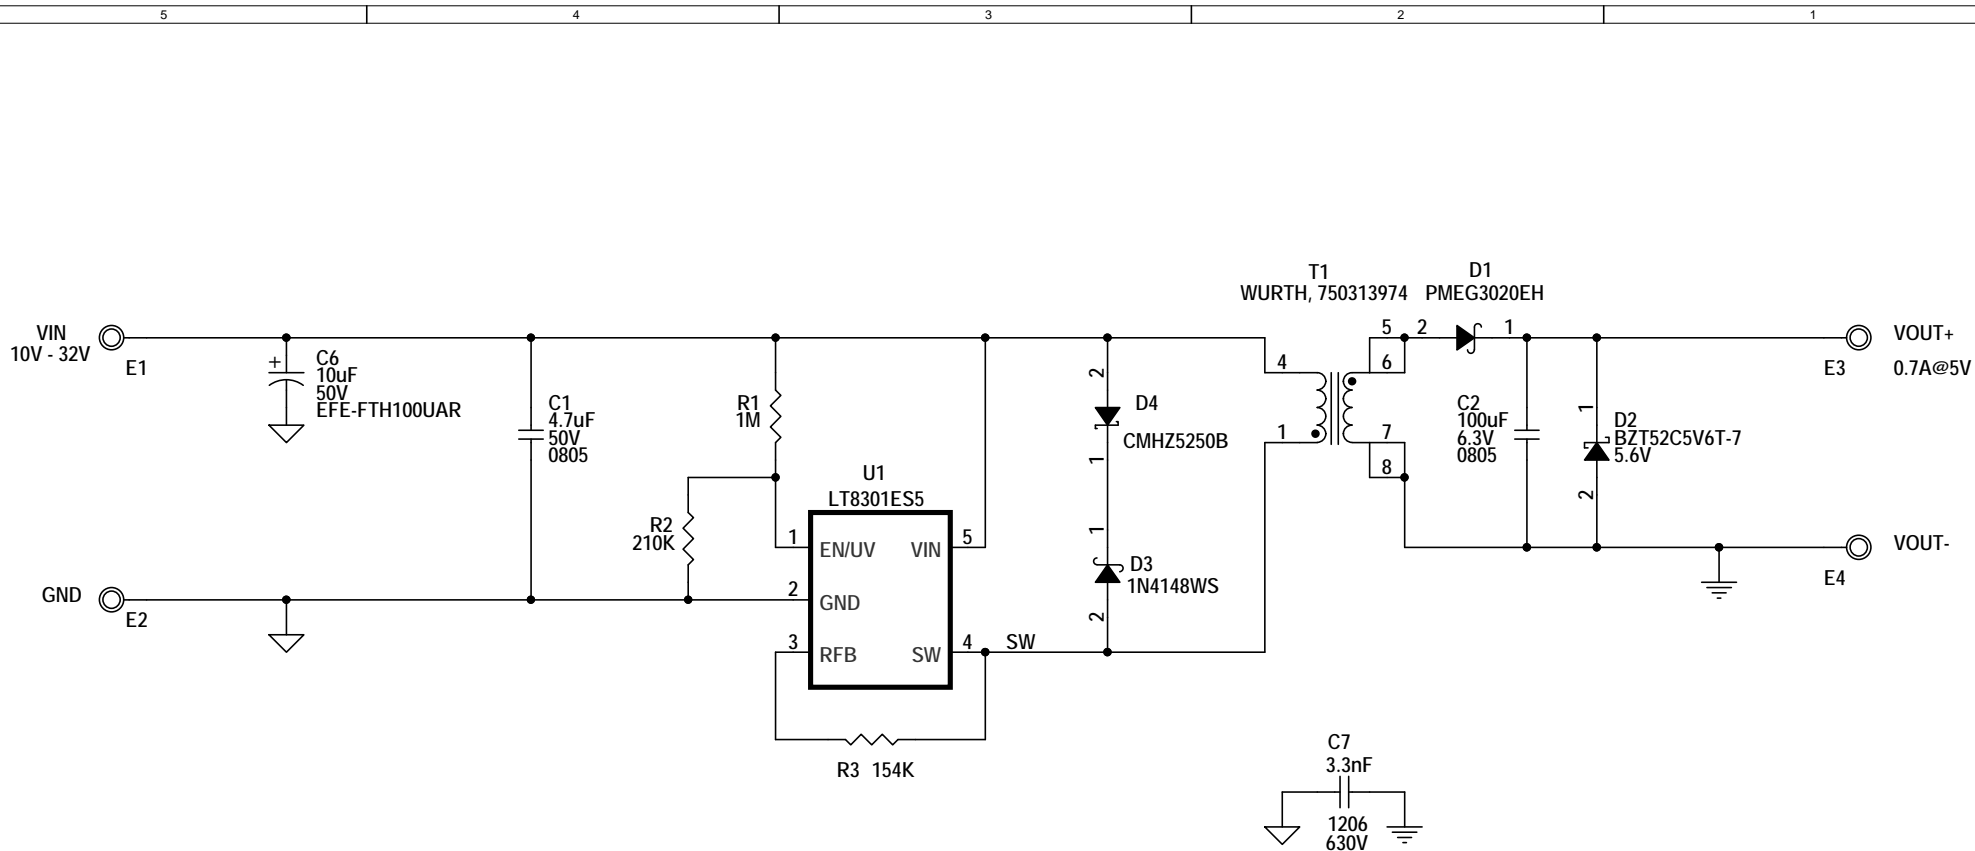 5 4 3 2 1
T1
WURTH, 750313974
D1
PMEG3020EH
VIN
10V - 32V
E1
C6
10uF
50V
EFE-FTH100UAR
C1
4.7uF
50V
0805
R1
1M
R2
210K
U1
LT8301ES5
1 EN/UV
VIN 5
2 GND
3 RFB
SW 4
SW
R3 154K
2
D4
CMHZ5250B
1
1
D3
1N4148WS
2
4
1
5
6
7
8
2
1
C2
100uF
6.3V
0805
1
D2
BZT52C5V6T-7
5.6V
2
VOUT+
E3
0.7A@5V
VOUT-
E4
GND
E2
C7
3.3nF
1206
630V